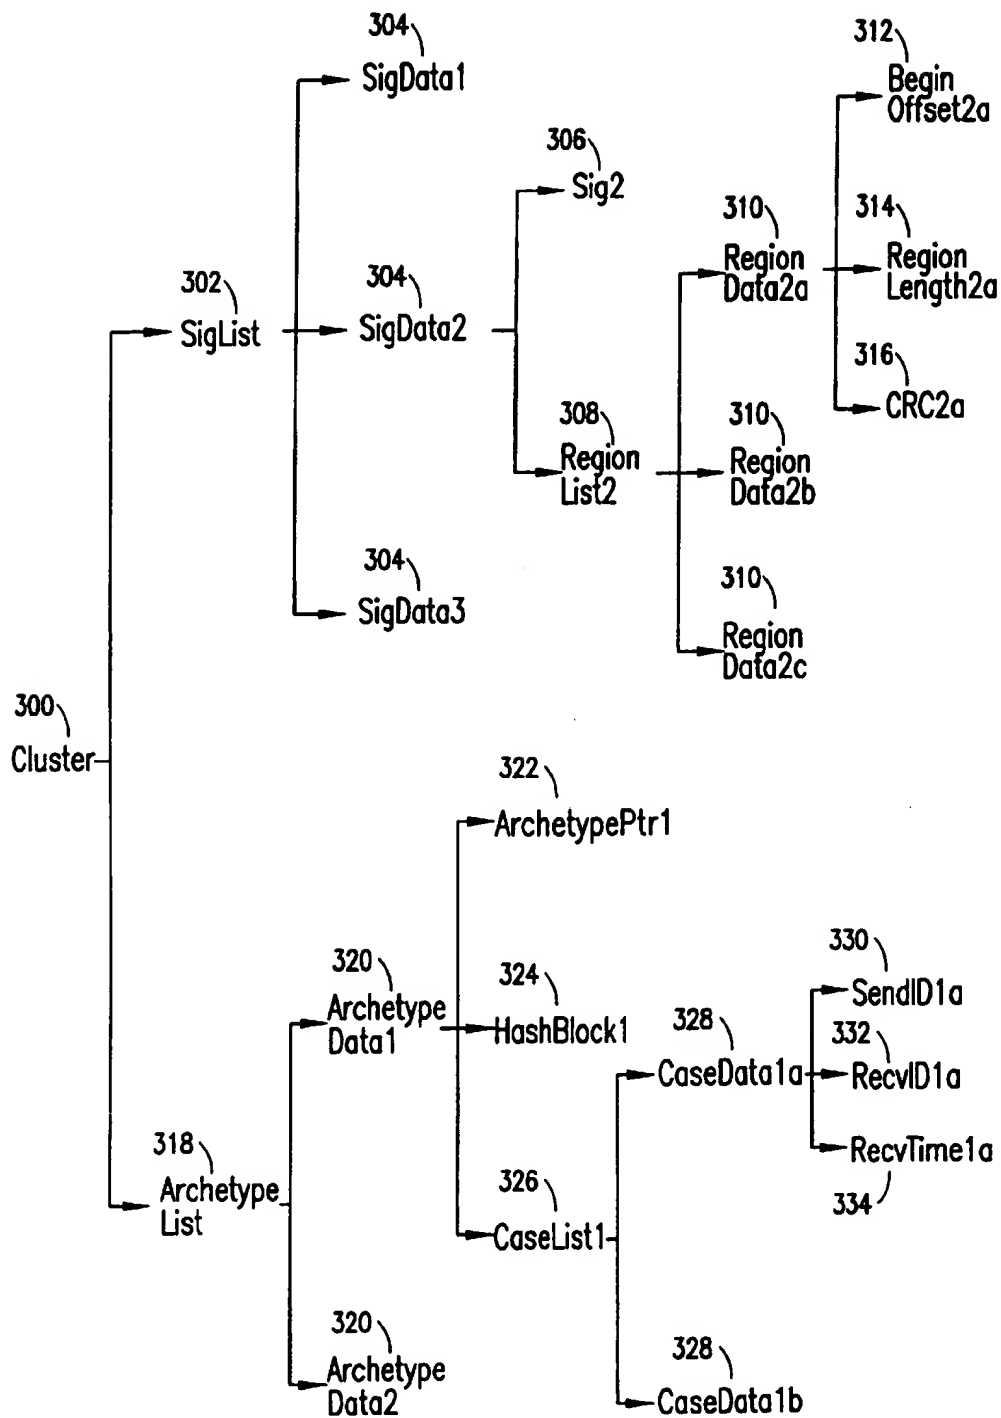 304
SigData1
312
Begin
Offset2a
306
Sig2
310
Region
Data2a
314
Region
Length2a
302
SigList
304
SigData2
316
CRC2a
308
Region
List2
310
Region
Data2b
304
SigData3
310
Region
Data2c
300
Cluster
322
ArchetypePtr1
320
Archetype
Data1
324
HashBlock1
330
SendID1a
328
CaseData1a
332
RecvID1a
318
Archetype
List
326
CaseList1
RecvTime1a
334
320
Archetype
Data2
328
CaseData1b